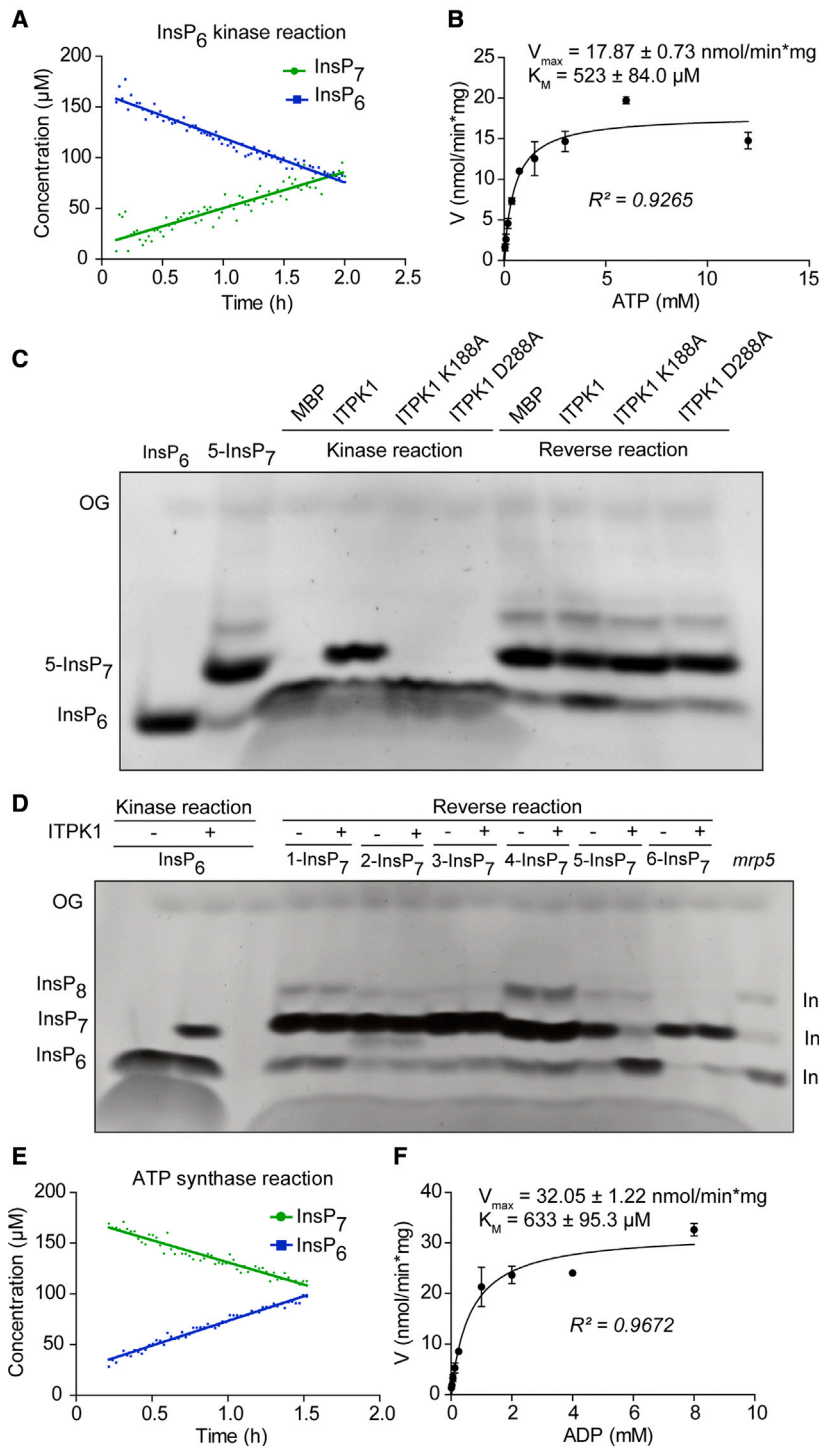 A
InsP6 kinase reaction
InsP7
InsP6
Concentration (µM)
200
150
100
50
0
0.0 0.5 1.0 1.5 2.0 2.5
Time (h)
B
Vmax = 17.87 ± 0.73 nmol/min*mg
KM = 523 ± 84.0 µM
R² = 0.9265
V (nmol/min*mg)
25
20
15
10
5
0
0 5 10 15
ATP (mM)
C
MBP ITPK1 ITPK1 K188A ITPK1 D288A MBP ITPK1 ITPK1 K188A ITPK1 D288A
InsP6 5-InsP7 Kinase reaction Reverse reaction
OG
5-InsP7
InsP6
D
Kinase reaction Reverse reaction
ITPK1 - + - + - + - + - + - + - +
InsP6 1-InsP7 2-InsP7 3-InsP7 4-InsP7 5-InsP7 6-InsP7 mrp5
OG
InsP8
InsP7
InsP6
In
In
In
E
ATP synthase reaction
InsP7
InsP6
Concentration (µM)
200
150
100
50
0
0 0.5 1.0 1.5 2.0
Time (h)
F
Vmax = 32.05 ± 1.22 nmol/min*mg
KM = 633 ± 95.3 µM
R² = 0.9672
V (nmol/min*mg)
40
30
20
10
0
0 2 4 6 8 10
ADP (mM)